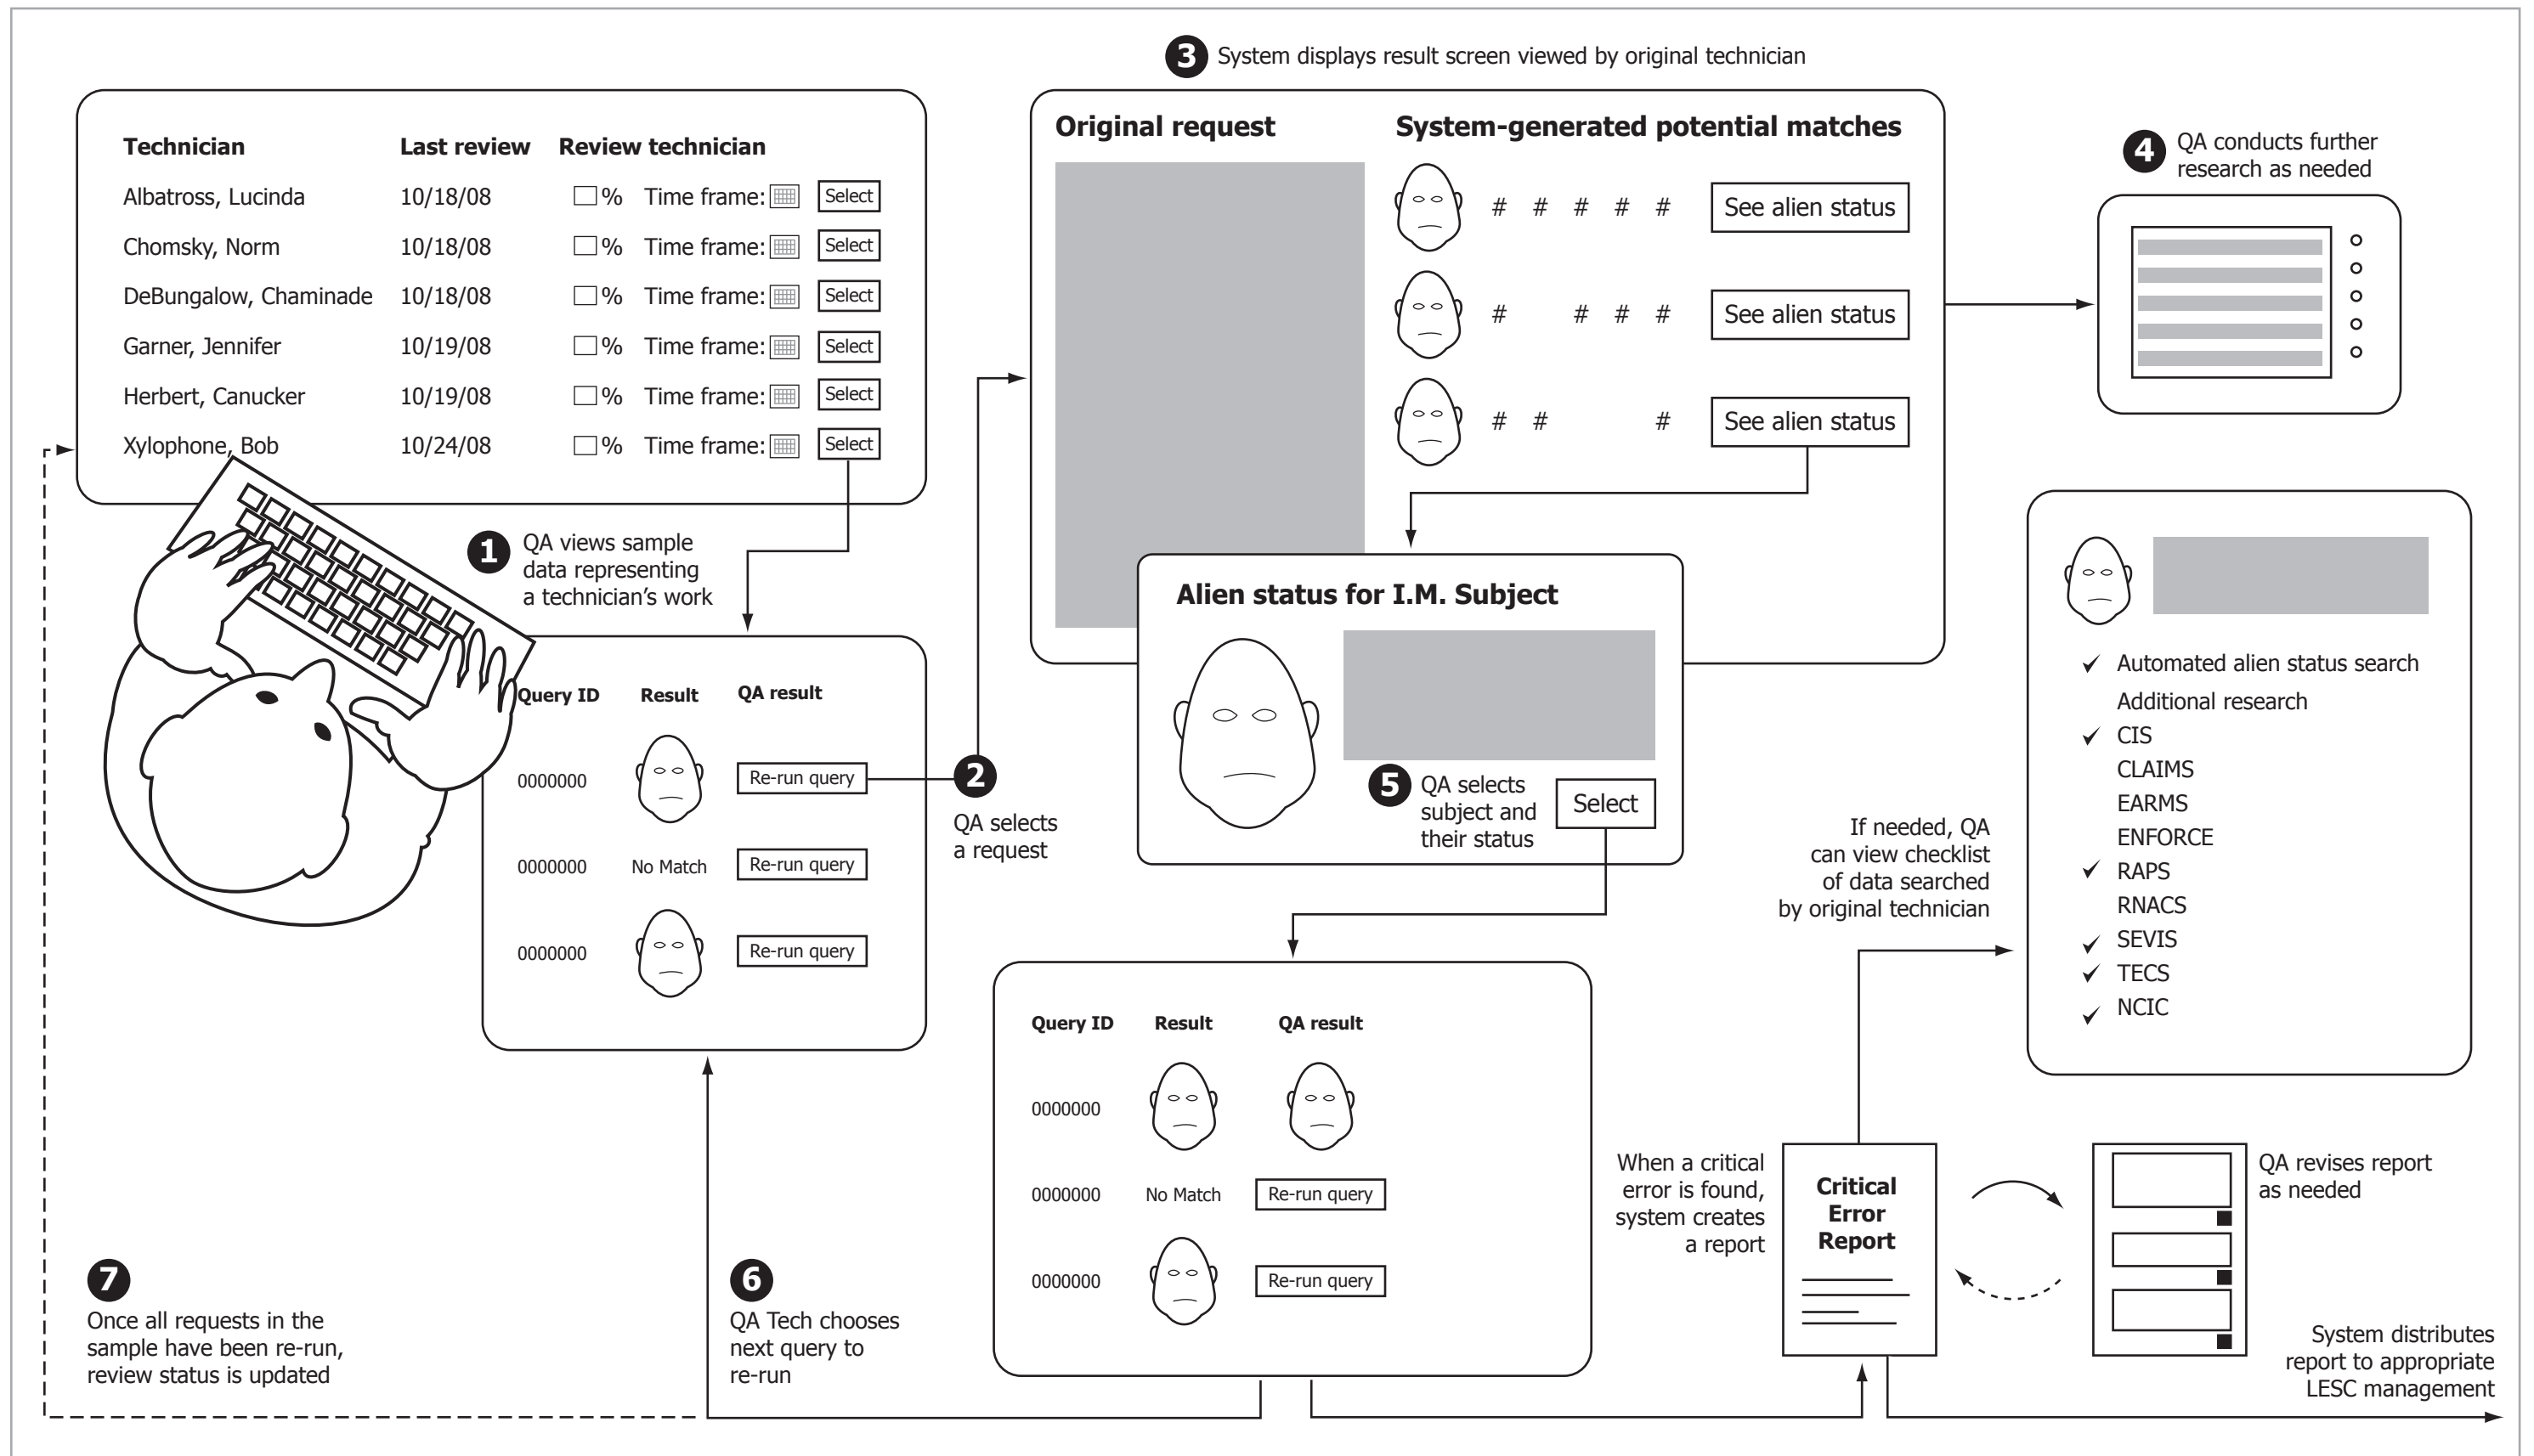 3 System displays result screen viewed by original technician
Technician Last review Review technician
Albatross, Lucinda 10/18/08 % Time frame: Select
Chomsky, Norm 10/18/08 % Time frame: Select
DeBungalow, Chaminade 10/18/08 % Time frame: Select
Garner, Jennifer 10/19/08 % Time frame: Select
Herbert, Canucker 10/19/08 % Time frame: Select
Xylophone, Bob 10/24/08 % Time frame: Select
1 QA views sample
data representing
a technician's work
Query ID Result QA result
0000000 Re-run query
0000000 No Match Re-run query
0000000 Re-run query
2
QA selects
a request
Original request System-generated potential matches
# # # # # See alien status
# # # # See alien status
# # # See alien status
4 QA conducts further
research as needed
Alien status for I.M. Subject
5 QA selects
subject and
their status
Select
Automated alien status search
Additional research
CIS
CLAIMS
EARMS
ENFORCE
RAPS
RNACS
SEVIS
TECS
NCIC
If needed, QA
can view checklist
of data searched
by original technician
Query ID Result QA result
0000000
0000000 No Match Re-run query
0000000 Re-run query
When a critical
error is found,
system creates
a report
Critical
Error
Report
QA revises report
as needed
System distributes
report to appropriate
LESC management
6
QA Tech chooses
next query to
re-run
7
Once all requests in the
sample have been re-run,
review status is updated